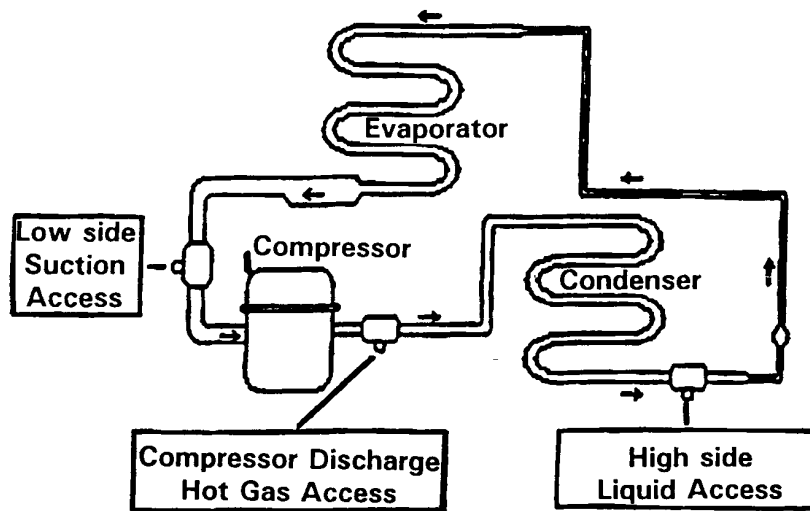 Evaporator
Low side
Suction
Access
Compressor
Condenser
Compressor Discharge
Hot Gas Access
High side
Liquid Access